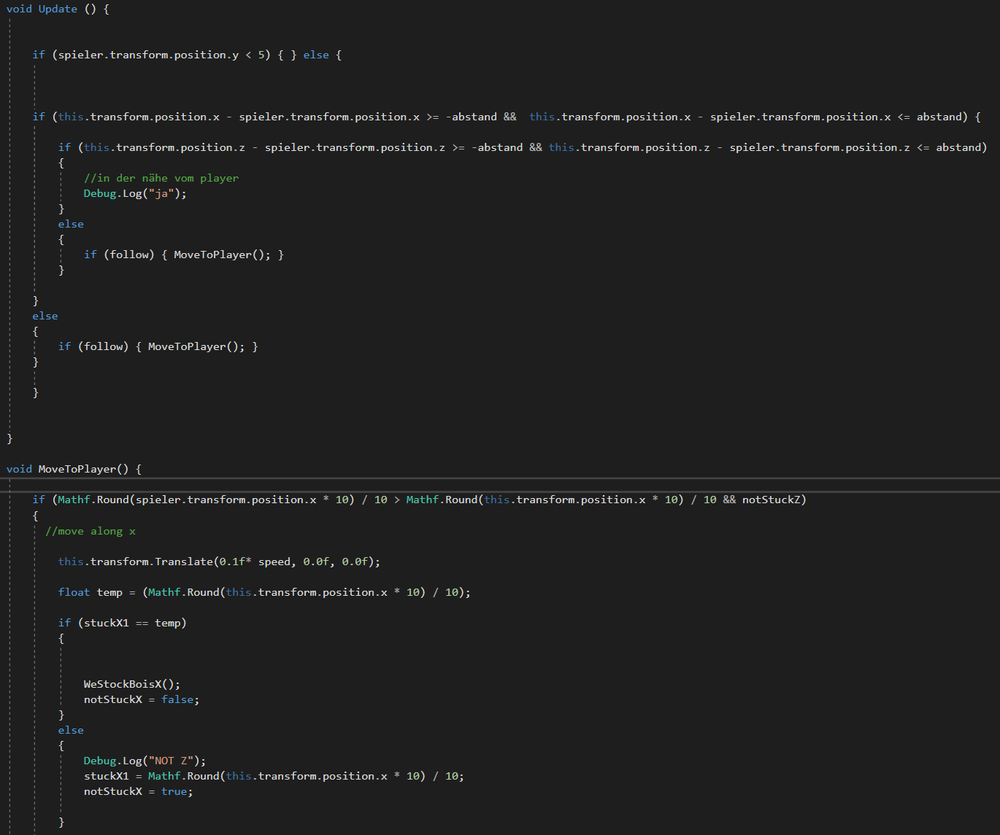 void Update () {
if (spieler.transform.position.y < 5) { } else {
if (this.transform.position.x - spieler.transform.position.x >= -abstand &&  this.transform.position.x - spieler.transform.position.x <= abstand) {
if (this.transform.position.z - spieler.transform.position.z >= -abstand && this.transform.position.z - spieler.transform.position.z <= abstand)
{
//in der nähe vom player
Debug.Log("ja");
}
else
{
if (follow) { MoveToPlayer(); }
}
}
else
{
if (follow) { MoveToPlayer(); }
}
}
}
void MoveToPlayer() {
if (Mathf.Round(spieler.transform.position.x * 10) / 10 > Mathf.Round(this.transform.position.x * 10) / 10 && notStuckZ)
{
//move along x
this.transform.Translate(0.1f* speed, 0.0f, 0.0f);
float temp = (Mathf.Round(this.transform.position.x * 10) / 10);
if (stuckX1 == temp)
{
WeStockBoisX();
notStuckX = false;
}
else
{
Debug.Log("NOT Z");
stuckX1 = Mathf.Round(this.transform.position.x * 10) / 10;
notStuckX = true;
}